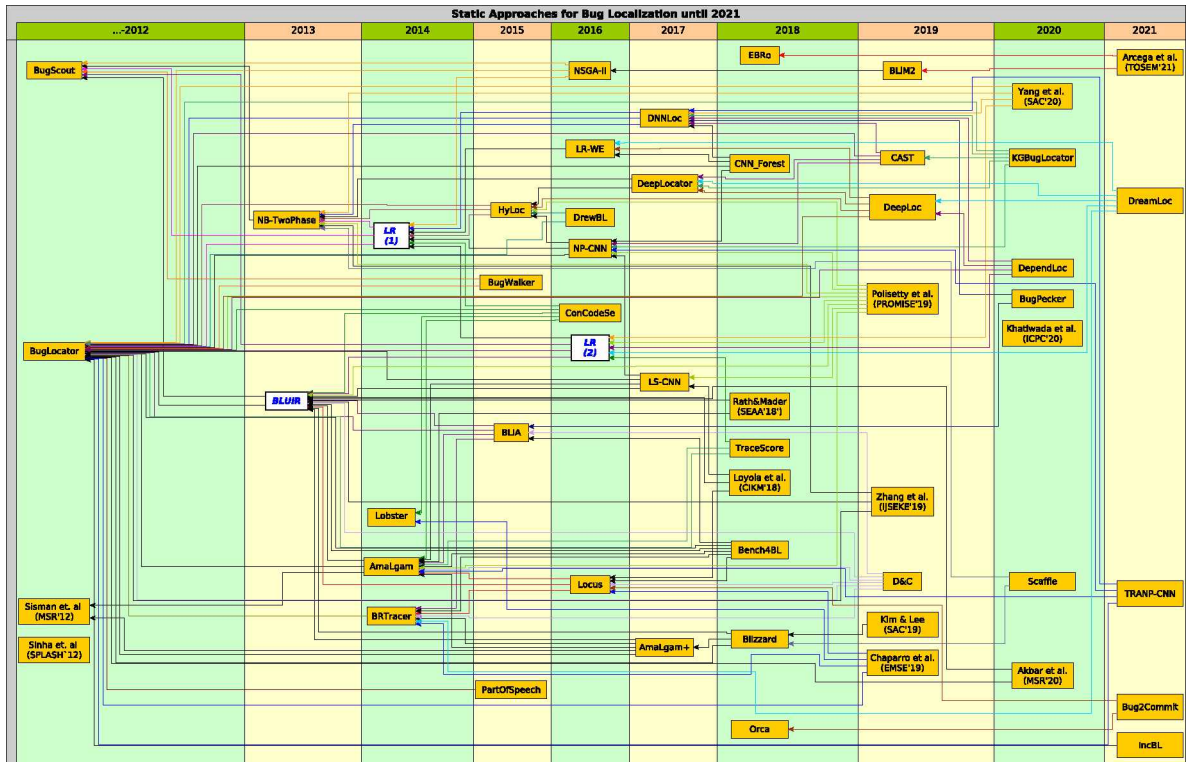 Static Approaches for Bug Localization until 2021
...-2012
2013
2014
2015
2016
2017
2018
2019
2020
2021
BugScout
NSGA-II
EBRo
BLIM2
Arcega et al.
(TOSEM'21)
Yang et al.
(SAC'20)
DNNLoc
LR-WE
CNN_Forest
CAST
KGBugLocator
DeepLocator
DreamLoc
HyLoc
DrewBL
DeepLoc
NB-TwoPhase
LR
(1)
NP-CNN
DependLoc
BugWalker
Polisetty et al.
(PROMISE'19)
BugPecker
ConCodeSe
Khatiwada et al.
(ICPC'20)
BugLocator
LR
(2)
LS-CNN
BLUIR
Rath&Mader
(SEAA'18')
BLIA
TraceScore
Loyola et al.
(CIKM'18)
Zhang et al.
(IJSEKE'19)
Lobster
Bench4BL
Amalgam
Locus
D&C
Scaffle
TRANP-CNN
Sisman et. al
(MSR'12)
BRTracer
Kim & Lee
(SAC'19)
Sinha et. al
(SPLASH`12)
Amalgam+
Blizzard
Chaparro et al.
(EMSE'19)
Akbar et al.
(MSR'20)
PartOfSpeech
Bug2Commit
Orca
IncBL